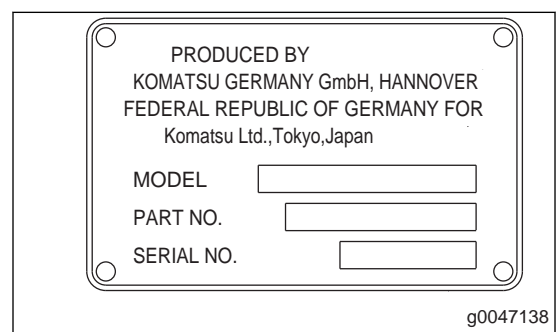 PRODUCED BY
KOMATSU GERMANY GmbH, HANNOVER
FEDERAL REPUBLIC OF GERMANY FOR
Komatsu Ltd.,Tokyo,Japan
MODEL
PART NO.
SERIAL NO.
g0047138